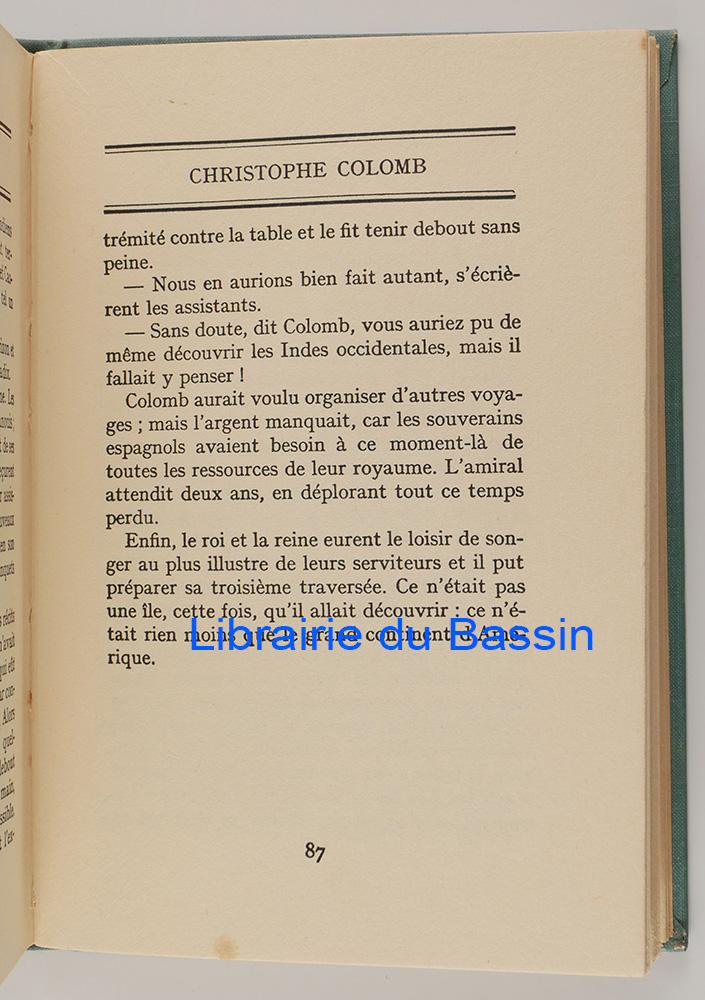 CHRISTOPHE COLOMB
trémité contre la table et le fit tenir debout sans
peine.
— Nous en aurions bien fait autant, s'écriè-
rent les assistants.
— Sans doute, dit Colomb, vous auriez pu de
même découvrir les Indes occidentales, mais il
fallait y penser !
Colomb aurait voulu organiser d'autres voya-
ges ; mais l'argent manquait, car les souverains
espagnols avaient besoin à ce moment-là de
toutes les ressources de leur royaume. L'amiral
attendit deux ans, en déplorant tout ce temps
perdu.
Enfin, le roi et la reine eurent le loisir de son-
ger au plus illustre de leurs serviteurs et il put
préparer sa troisième traversée. Ce n'était pas
une île, cette fois, qu'il allait découvrir : ce n'é-
tait rien moins que le grand continent d'Amé-
rique.
Librairie du Bassin
87